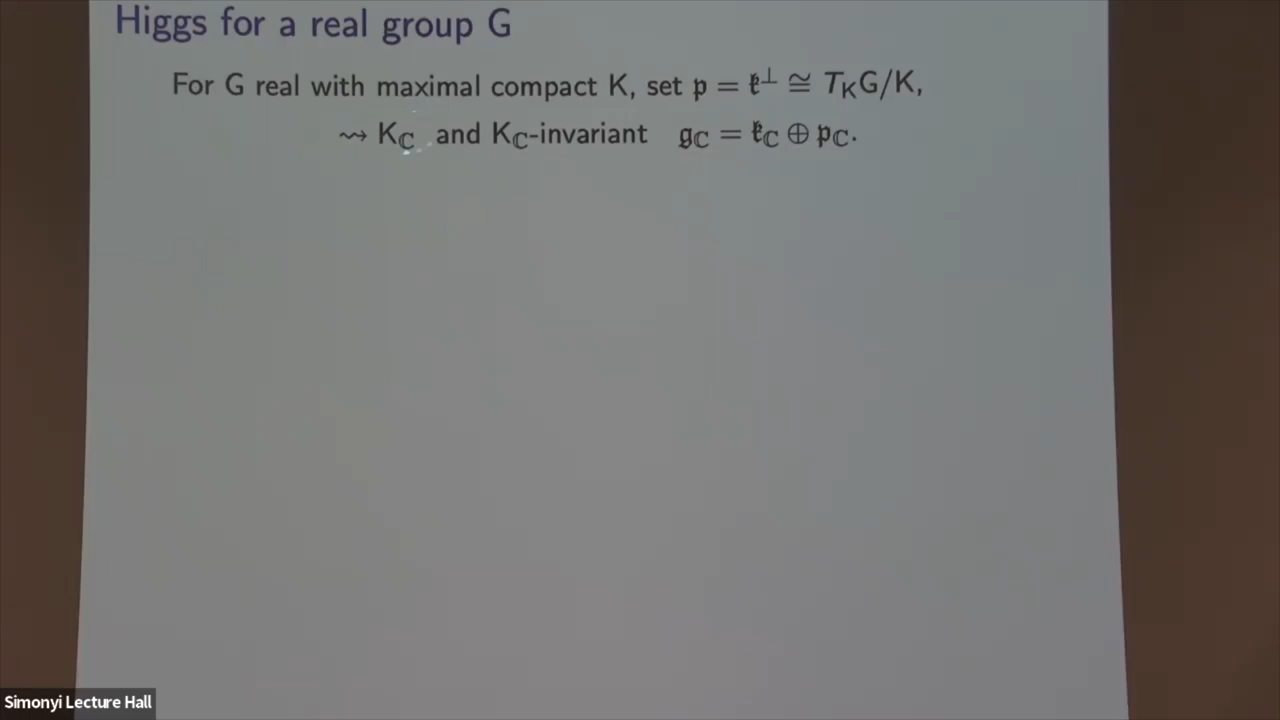 Higgs for a real group G
For G real with maximal compact K, set 𝔭 = 𝔨⊥ ≅ T_K G/K,
⇝ K_ℂ and K_ℂ-invariant 𝔤_ℂ = 𝔨_ℂ ⊕ 𝔭_ℂ.
Simonyi Lecture Hall